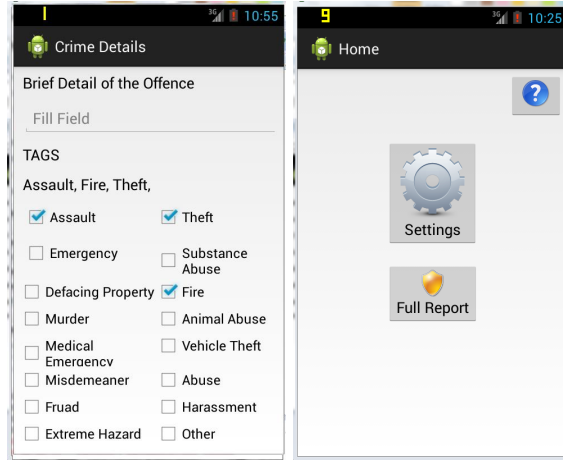 1
3G 10:55
Crime Details
Brief Detail of the Offence
Fill Field
TAGS
Assault, Fire, Theft,
Assault Theft
Emergency Substance Abuse
Defacing Property Fire
Murder Animal Abuse
Medical Emergency Vehicle Theft
Misdemeaner Abuse
Fruad Harassment
Extreme Hazard Other
9
3G 10:25
Home
?
Settings
Full Report